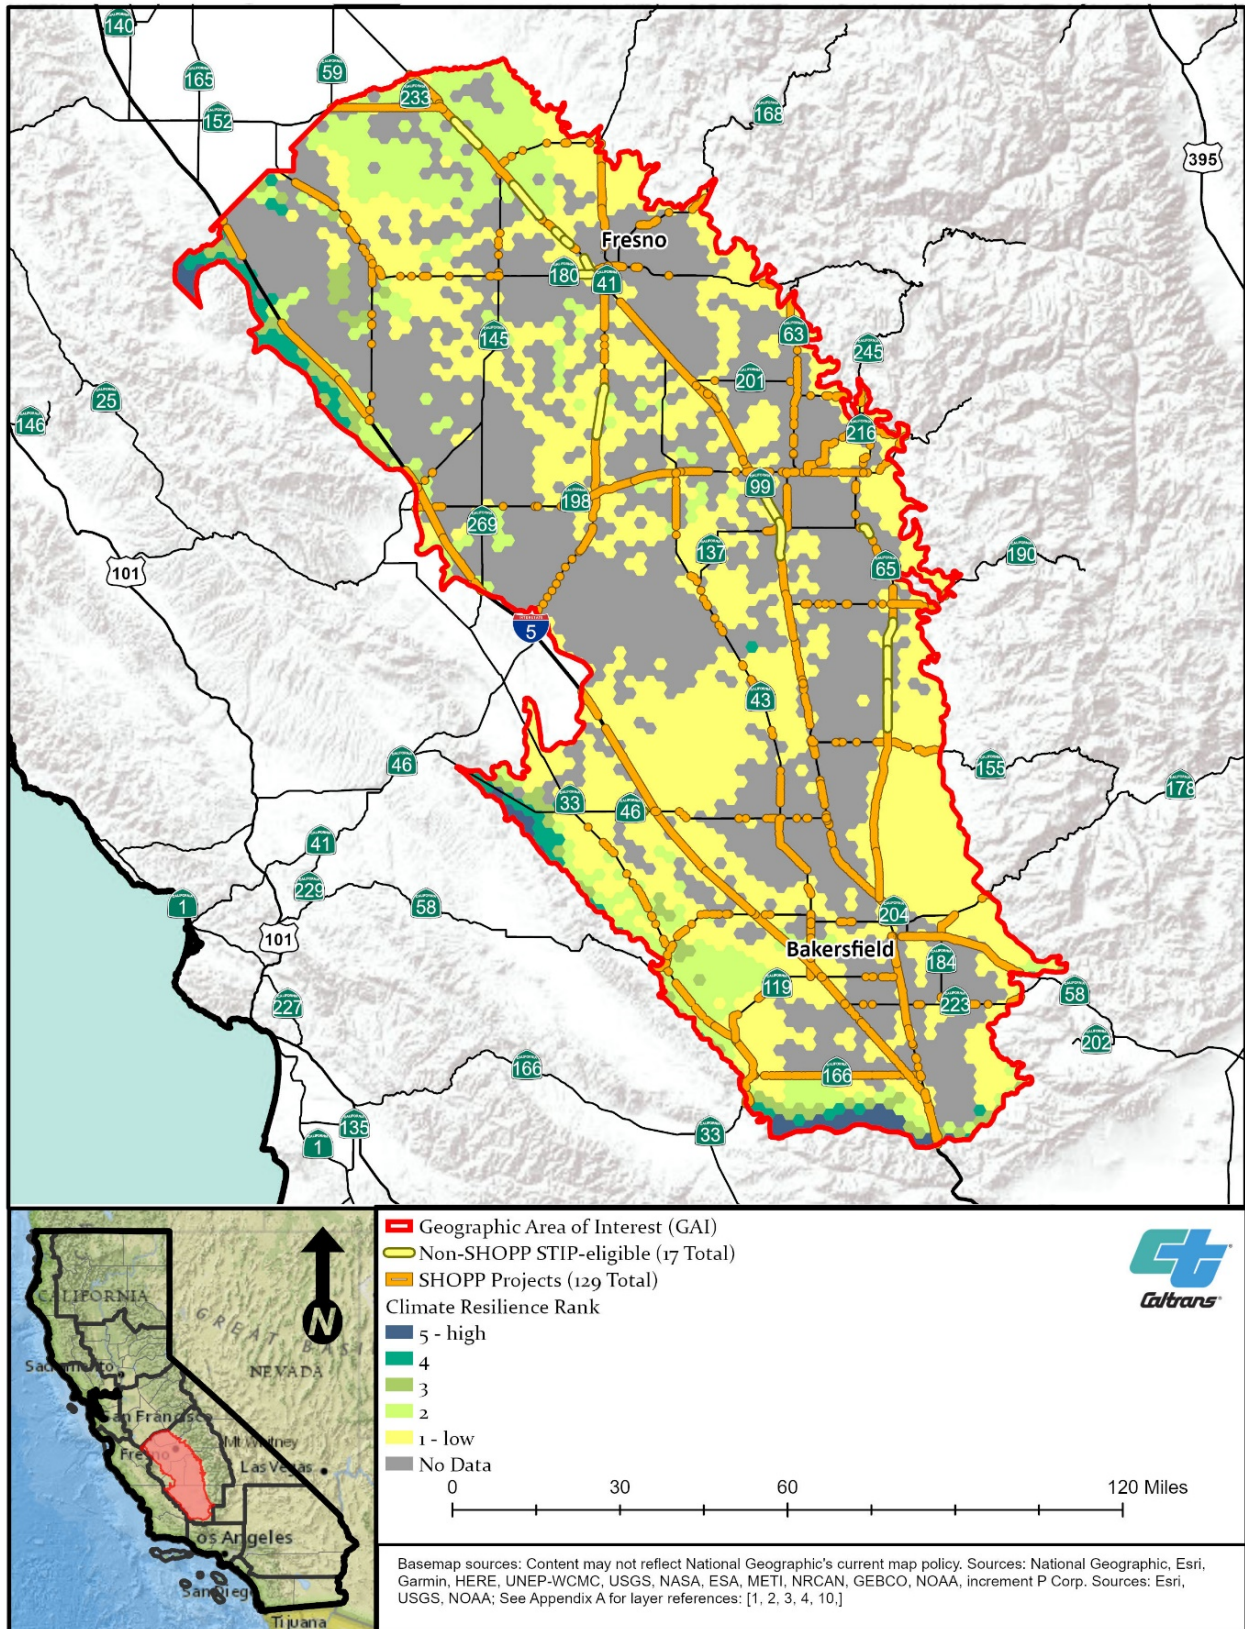 140
165
59
233
152
168
395
Fresno
180
41
63
145
245
201
25
146
216
99
198
269
137
65
190
101
INTERSTATE
5
43
46
155
178
33
46
41
229
58
1
204
101
Bakersfield
184
119
58
227
223
202
166
166
135
33
1
CALIFORNIA
GREAT BASI
Sacramento
NEVADA
San Francisco
Mt Whitney
Fresno
Las Vegas
os Angeles
San Diego
Tijuana
N
Geographic Area of Interest (GAI)
Non-SHOPP STIP-eligible (17 Total)
SHOPP Projects (129 Total)
Climate Resilience Rank
5 - high
4
3
2
1 - low
No Data
0 30 60 120 Miles
ct
Caltrans®
Basemap sources: Content may not reflect National Geographic's current map policy. Sources: National Geographic, Esri,
Garmin, HERE, UNEP-WCMC, USGS, NASA, ESA, METI, NRCAN, GEBCO, NOAA, increment P Corp. Sources: Esri,
USGS, NOAA; See Appendix A for layer references: [1, 2, 3, 4, 10,]